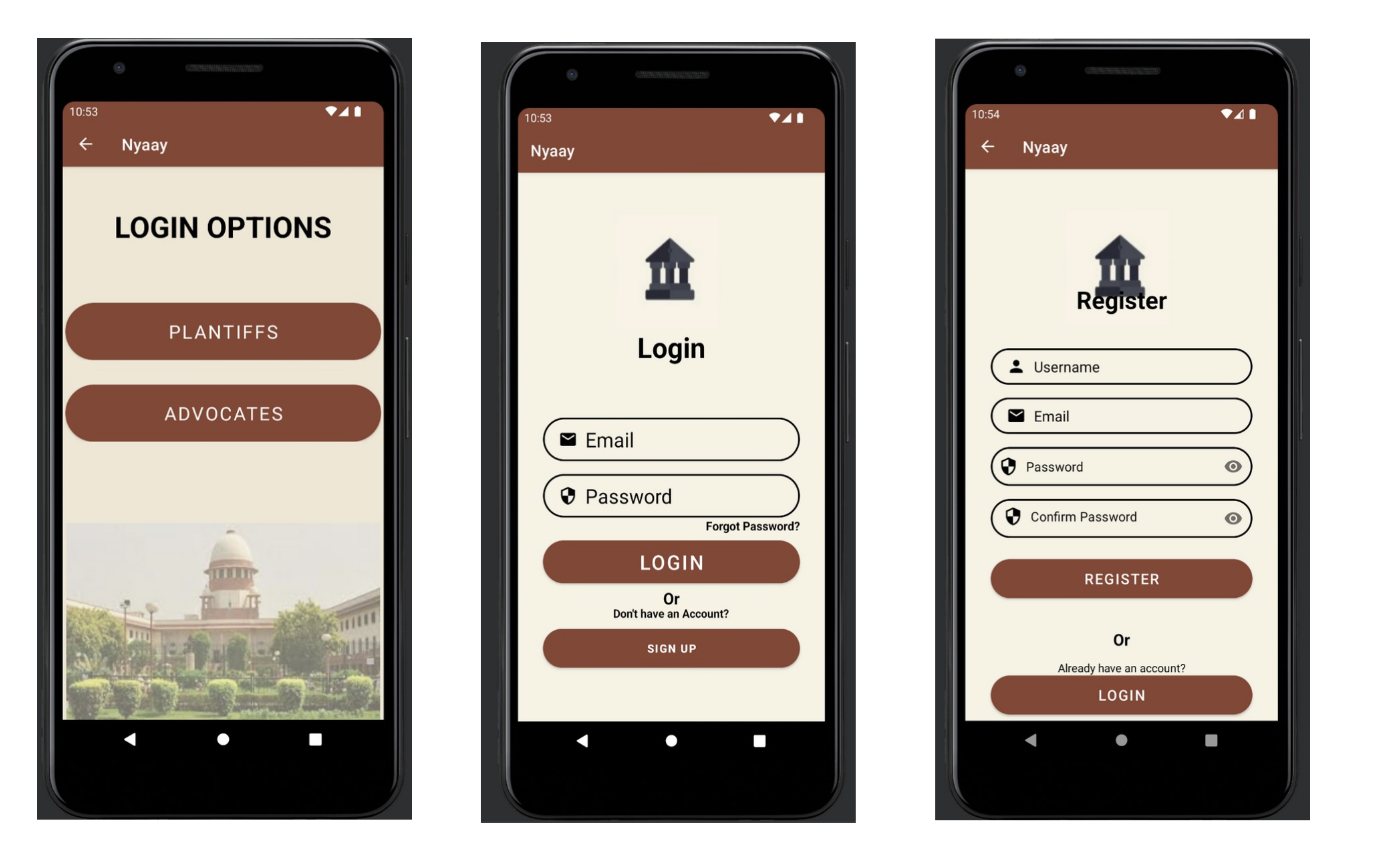 10:53
Nyaay
LOGIN OPTIONS
PLANTIFFS
ADVOCATES
10:53
Nyaay
Login
Email
Password
Forgot Password?
LOGIN
Or
Don't have an Account?
SIGN UP
10:54
Nyaay
Register
Username
Email
Password
Confirm Password
REGISTER
Or
Already have an account?
LOGIN